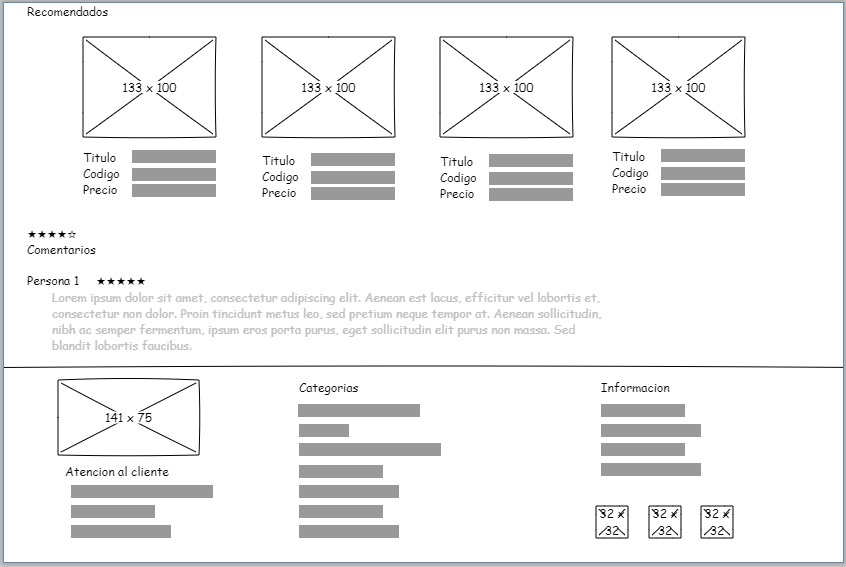 Recomendados
133 x 100
133 x 100
133 x 100
133 x 100
Titulo
Codigo
Precio
Titulo
Codigo
Precio
Titulo
Codigo
Precio
Titulo
Codigo
Precio
★★★★☆
Comentarios
Persona 1 ★★★★★
Lorem ipsum dolor sit amet, consectetur adipiscing elit. Aenean est lacus, efficitur vel lobortis et,
consectetur non dolor. Proin tincidunt metus leo, sed pretium neque tempor at. Aenean sollicitudin,
nibh ac semper fermentum, ipsum eros porta purus, eget sollicitudin elit purus non massa. Sed
blandit lobortis faucibus.
141 x 75
Atencion al cliente
Categorias
Informacion
32 x
32
32 x
32
32 x
32